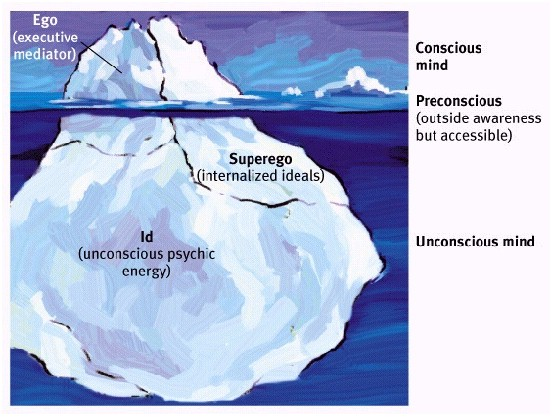 Ego
(executive
mediator)
Conscious
mind
Preconscious
(outside awareness
but accessible)
Superego
(internalized ideals)
Id
(unconscious psychic
energy)
Unconscious mind